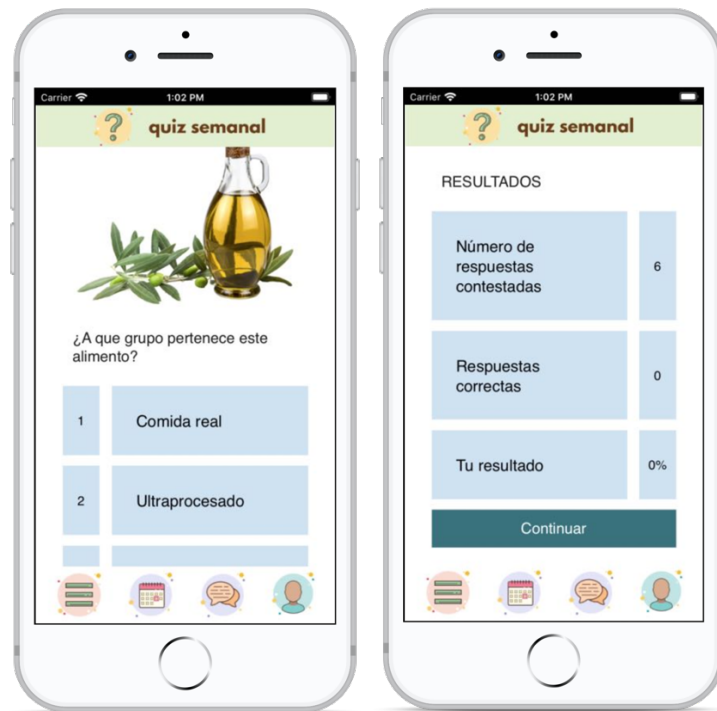 Carrier 1:02 PM
? quiz semanal
¿A que grupo pertenece este
alimento?
1 Comida real
2 Ultraprocesado
Carrier 1:02 PM
? quiz semanal
RESULTADOS
Número de
respuestas
contestadas
6
Respuestas
correctas
0
Tu resultado 0%
Continuar